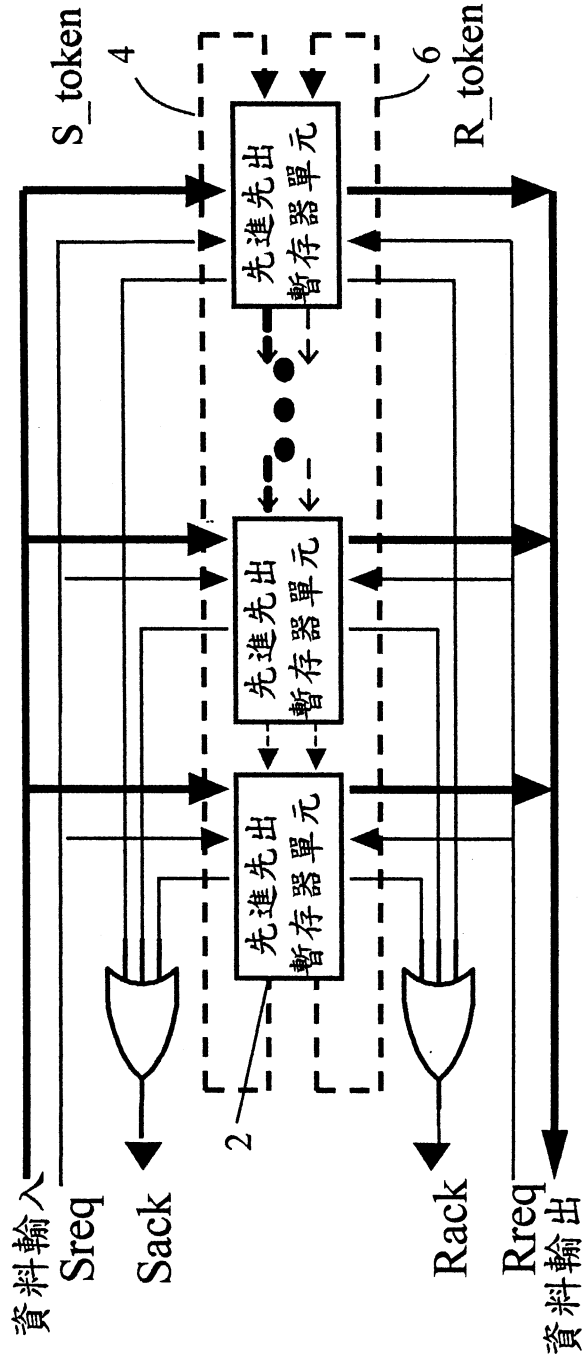 資料輸入
Sreq
Sack
Rack
Rreq
資料輸出
2
先進先出
暫存器單元
先進先出
暫存器單元
先進先出
暫存器單元
4
S_token
6
R_token